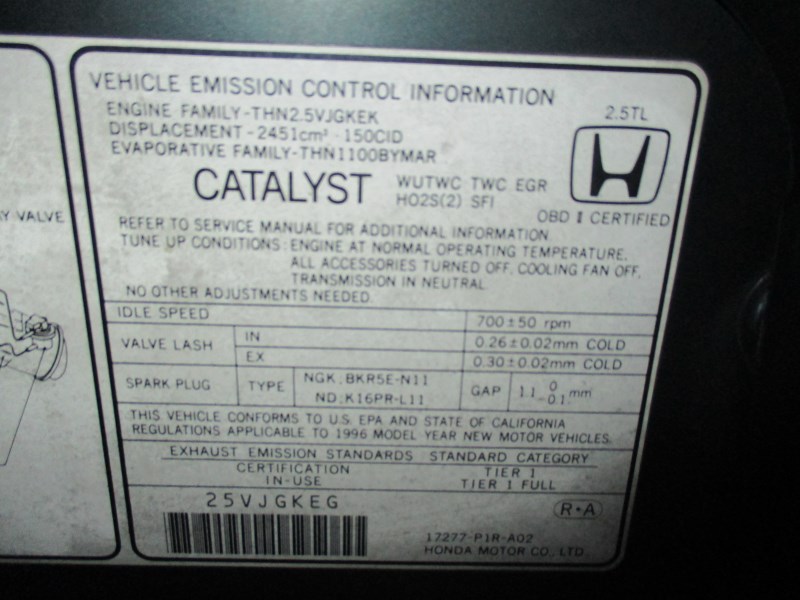 VEHICLE EMISSION CONTROL INFORMATION
ENGINE FAMILY-THN2.5VJGKEK
DISPLACEMENT - 2451cm³ - 150CID
EVAPORATIVE FAMILY-THN1100BYMAR
2.5TL
CATALYST
WUTWC TWC EGR
HO2S(2) SFI
OBD II CERTIFIED
Y VALVE
REFER TO SERVICE MANUAL FOR ADDITIONAL INFORMATION
TUNE UP CONDITIONS : ENGINE AT NORMAL OPERATING TEMPERATURE,
ALL ACCESSORIES TURNED OFF, COOLING FAN OFF,
TRANSMISSION IN NEUTRAL
NO OTHER ADJUSTMENTS NEEDED.
IDLE SPEED 700±50 rpm
VALVE LASH IN 0.26±0.02mm COLD
EX 0.30±0.02mm COLD
SPARK PLUG TYPE NGK : BKR5E-N11
ND : K16PR-L11
GAP 1.1 0 -0.1 mm
THIS VEHICLE CONFORMS TO U.S. EPA AND STATE OF CALIFORNIA
REGULATIONS APPLICABLE TO 1996 MODEL YEAR NEW MOTOR VEHICLES.
EXHAUST EMISSION STANDARDS STANDARD CATEGORY
CERTIFICATION TIER 1
IN-USE TIER 1 FULL
25VJGKEG
R•A
17277-P1R-A02
HONDA MOTOR CO., LTD.